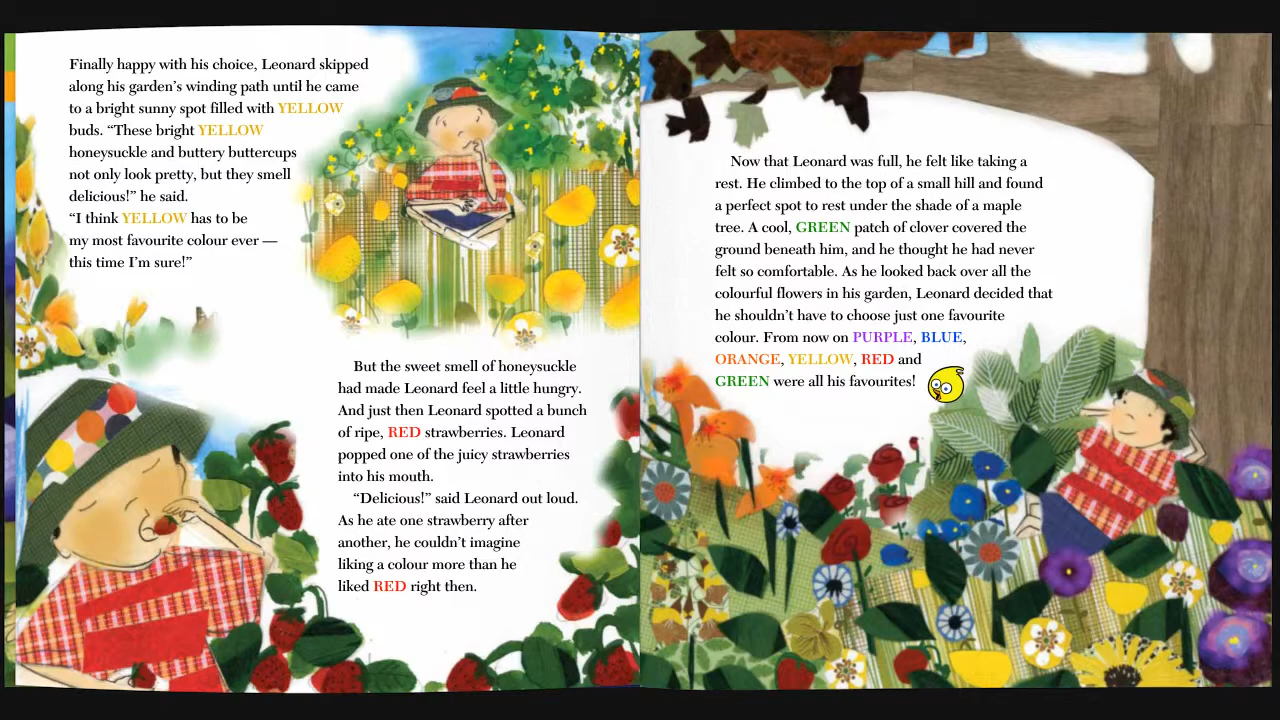 Finally happy with his choice, Leonard skipped
along his garden's winding path until he came
to a bright sunny spot filled with YELLOW
buds. “These bright YELLOW
honeysuckle and buttery buttercups
not only look pretty, but they smell
delicious!” he said.
“I think YELLOW has to be
my most favourite colour ever —
this time I'm sure!”
But the sweet smell of honeysuckle
had made Leonard feel a little hungry.
And just then Leonard spotted a bunch
of ripe, RED strawberries. Leonard
popped one of the juicy strawberries
into his mouth.
“Delicious!” said Leonard out loud.
As he ate one strawberry after
another, he couldn't imagine
liking a colour more than he
liked RED right then.
Now that Leonard was full, he felt like taking a
rest. He climbed to the top of a small hill and found
a perfect spot to rest under the shade of a maple
tree. A cool, GREEN patch of clover covered the
ground beneath him, and he thought he had never
felt so comfortable. As he looked back over all the
colourful flowers in his garden, Leonard decided that
he shouldn't have to choose just one favourite
colour. From now on PURPLE, BLUE,
ORANGE, YELLOW, RED and
GREEN were all his favourites!